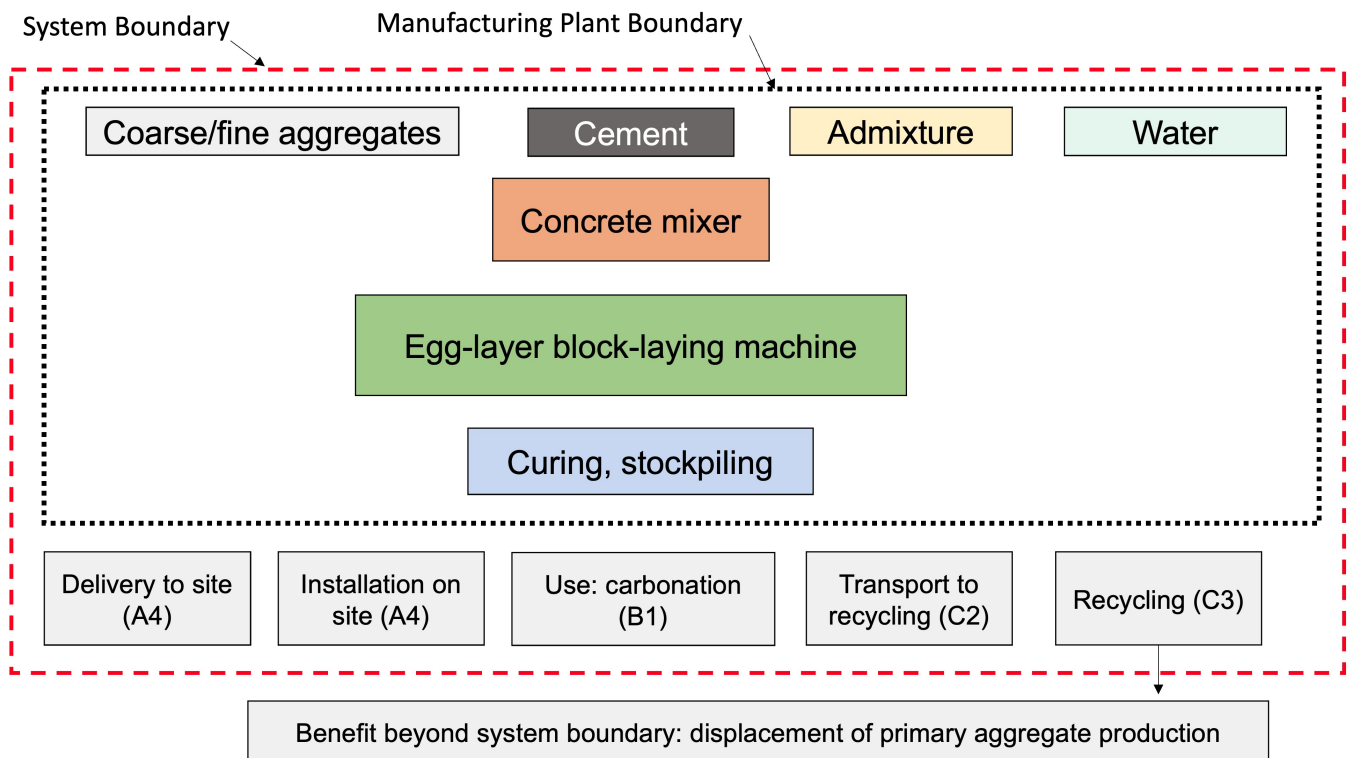 System Boundary
Manufacturing Plant Boundary
Coarse/fine aggregates
Cement
Admixture
Water
Concrete mixer
Egg-layer block-laying machine
Curing, stockpiling
Delivery to site
(A4)
Installation on
site (A4)
Use: carbonation
(B1)
Transport to
recycling (C2)
Recycling (C3)
Benefit beyond system boundary: displacement of primary aggregate production